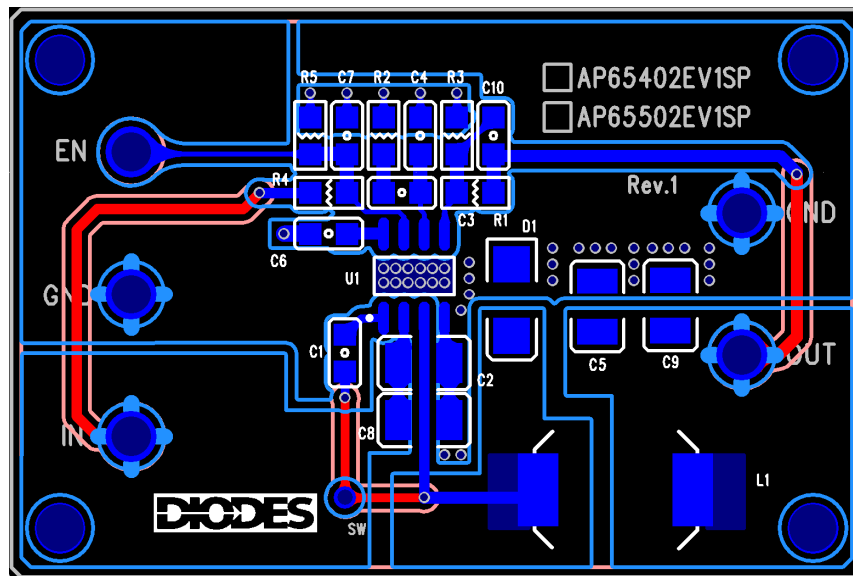 R5 C7 R2 C4 R3 C10
AP65402EV1SP
AP65502EV1SP
EN
R4
Rev.1
C3 R1
GND
D1
C6
U1
GND
C1
C2
C5 C9
OUT
C8
IN
L1
DIODES
SW